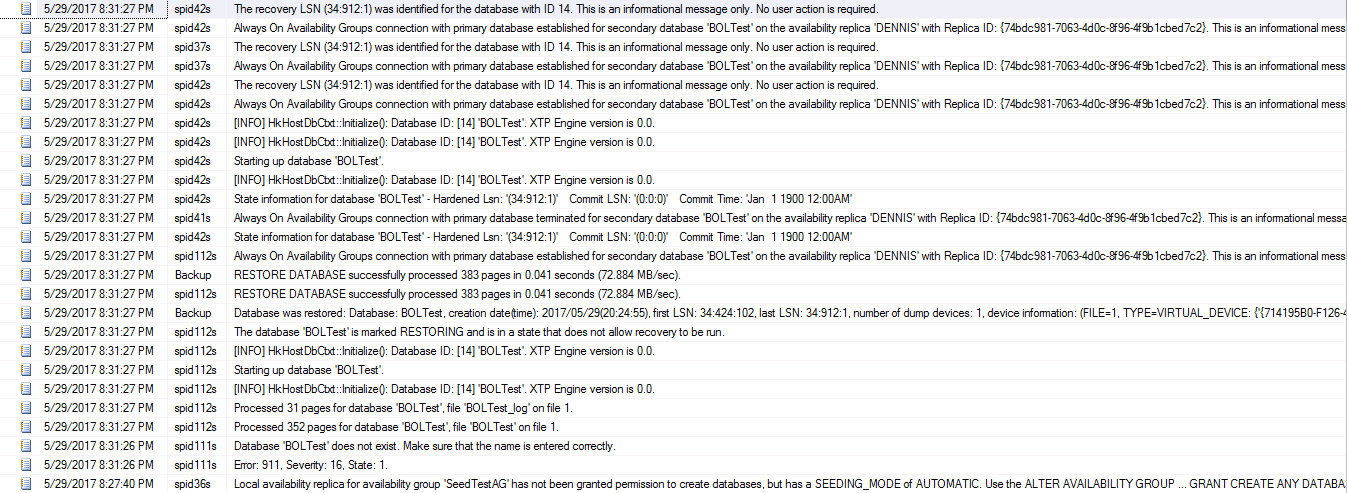 5/29/2017 8:31:27 PM spid42s The recovery LSN (34:912:1) was identified for the database with ID 14. This is an informational message only. No user action is required.
5/29/2017 8:31:27 PM spid42s Always On Availability Groups connection with primary database established for secondary database 'BOLTest' on the availability replica 'DENNIS' with Replica ID: {74bdc981-7063-4d0c-8f96-4f9b1cbed7c2}. This is an informational mess
5/29/2017 8:31:27 PM spid37s The recovery LSN (34:912:1) was identified for the database with ID 14. This is an informational message only. No user action is required.
5/29/2017 8:31:27 PM spid37s Always On Availability Groups connection with primary database established for secondary database 'BOLTest' on the availability replica 'DENNIS' with Replica ID: {74bdc981-7063-4d0c-8f96-4f9b1cbed7c2}. This is an informational mess
5/29/2017 8:31:27 PM spid42s The recovery LSN (34:912:1) was identified for the database with ID 14. This is an informational message only. No user action is required.
5/29/2017 8:31:27 PM spid42s Always On Availability Groups connection with primary database established for secondary database 'BOLTest' on the availability replica 'DENNIS' with Replica ID: {74bdc981-7063-4d0c-8f96-4f9b1cbed7c2}. This is an informational mess
5/29/2017 8:31:27 PM spid42s [INFO] HkHostDbCtxt::Initialize(): Database ID: [14] 'BOLTest'. XTP Engine version is 0.0.
5/29/2017 8:31:27 PM spid42s [INFO] HkHostDbCtxt::Initialize(): Database ID: [14] 'BOLTest'. XTP Engine version is 0.0.
5/29/2017 8:31:27 PM spid42s Starting up database 'BOLTest'.
5/29/2017 8:31:27 PM spid42s [INFO] HkHostDbCtxt::Initialize(): Database ID: [14] 'BOLTest'. XTP Engine version is 0.0.
5/29/2017 8:31:27 PM spid42s State information for database 'BOLTest' - Hardened Lsn: '(34:912:1)' Commit LSN: '(0:0:0)' Commit Time: 'Jan 1 1900 12:00AM'
5/29/2017 8:31:27 PM spid41s Always On Availability Groups connection with primary database terminated for secondary database 'BOLTest' on the availability replica 'DENNIS' with Replica ID: {74bdc981-7063-4d0c-8f96-4f9b1cbed7c2}. This is an informational messa
5/29/2017 8:31:27 PM spid42s State information for database 'BOLTest' - Hardened Lsn: '(34:912:1)' Commit LSN: '(0:0:0)' Commit Time: 'Jan 1 1900 12:00AM'
5/29/2017 8:31:27 PM spid112s Always On Availability Groups connection with primary database established for secondary database 'BOLTest' on the availability replica 'DENNIS' with Replica ID: {74bdc981-7063-4d0c-8f96-4f9b1cbed7c2}. This is an informational mess
5/29/2017 8:31:27 PM Backup RESTORE DATABASE successfully processed 383 pages in 0.041 seconds (72.884 MB/sec).
5/29/2017 8:31:27 PM spid112s RESTORE DATABASE successfully processed 383 pages in 0.041 seconds (72.884 MB/sec).
5/29/2017 8:31:27 PM Backup Database was restored: Database: BOLTest, creation date(time): 2017/05/29(20:24:55), first LSN: 34:424:102, last LSN: 34:912:1, number of dump devices: 1, device information: (FILE=1, TYPE=VIRTUAL_DEVICE: {'{714195B0-F126-4
5/29/2017 8:31:27 PM spid112s The database 'BOLTest' is marked RESTORING and is in a state that does not allow recovery to be run.
5/29/2017 8:31:27 PM spid112s [INFO] HkHostDbCtxt::Initialize(): Database ID: [14] 'BOLTest'. XTP Engine version is 0.0.
5/29/2017 8:31:27 PM spid112s Starting up database 'BOLTest'.
5/29/2017 8:31:27 PM spid112s [INFO] HkHostDbCtxt::Initialize(): Database ID: [14] 'BOLTest'. XTP Engine version is 0.0.
5/29/2017 8:31:27 PM spid112s Processed 31 pages for database 'BOLTest', file 'BOLTest_log' on file 1.
5/29/2017 8:31:27 PM spid112s Processed 352 pages for database 'BOLTest', file 'BOLTest' on file 1.
5/29/2017 8:31:26 PM spid111s Database 'BOLTest' does not exist. Make sure that the name is entered correctly.
5/29/2017 8:31:26 PM spid111s Error: 911, Severity: 16, State: 1.
5/29/2017 8:27:40 PM spid36s Local availability replica for availability group 'SeedTestAG' has not been granted permission to create databases, but has a SEEDING_MODE of AUTOMATIC. Use the ALTER AVAILABILITY GROUP ... GRANT CREATE ANY DATABA